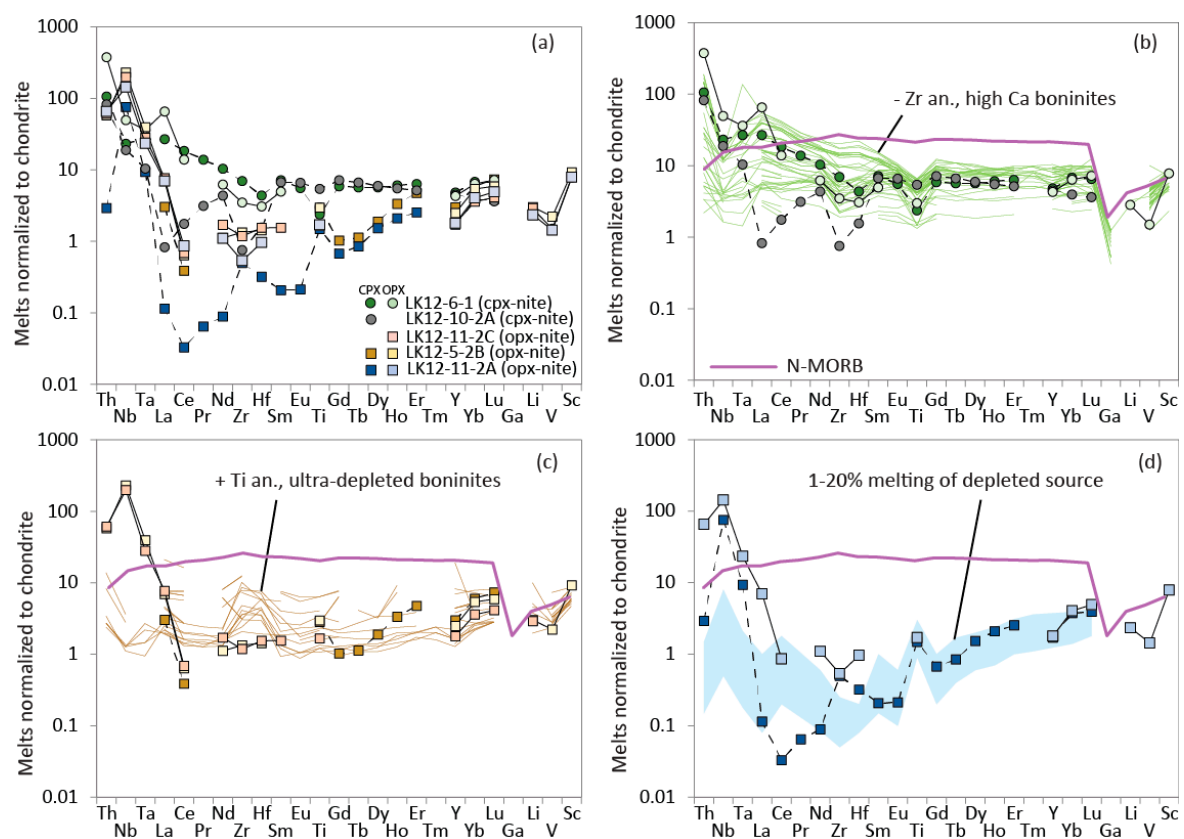 1000
100
10
1
0.1
0.01
Melts normalized to chondrite
(a)
CPX OPX
LK12-6-1 (cpx-nite)
LK12-10-2A (cpx-nite)
LK12-11-2C (opx-nite)
LK12-5-2B (opx-nite)
LK12-11-2A (opx-nite)
Th Ta Ce Nd Hf Eu Gd Dy Er Y Lu Li Sc
Nb La Pr Zr Sm Ti Tb Ho Tm Yb Ga V
1000
100
10
1
0.1
0.01
Melts normalized to chondrite
(b)
- Zr an., high Ca boninites
N-MORB
Th Ta Ce Nd Hf Eu Gd Dy Er Y Lu Li Sc
Nb La Pr Zr Sm Ti Tb Ho Tm Yb Ga V
1000
100
10
1
0.1
0.01
Melts normalized to chondrite
(c)
+ Ti an., ultra-depleted boninites
Th Ta Ce Nd Hf Eu Gd Dy Er Y Lu Li Sc
Nb La Pr Zr Sm Ti Tb Ho Tm Yb Ga V
1000
100
10
1
0.1
0.01
Melts normalized to chondrite
(d)
1-20% melting of depleted source
Th Ta Ce Nd Hf Eu Gd Dy Er Y Lu Li Sc
Nb La Pr Zr Sm Ti Tb Ho Tm Yb Ga V